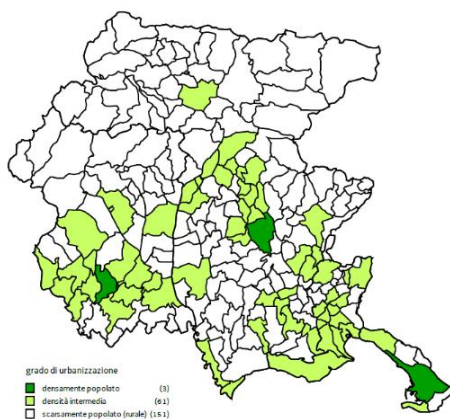 grado di urbanizzazione
densamente popolato (3)
densità intermedia (61)
scarsamente popolato (rurale) (151)